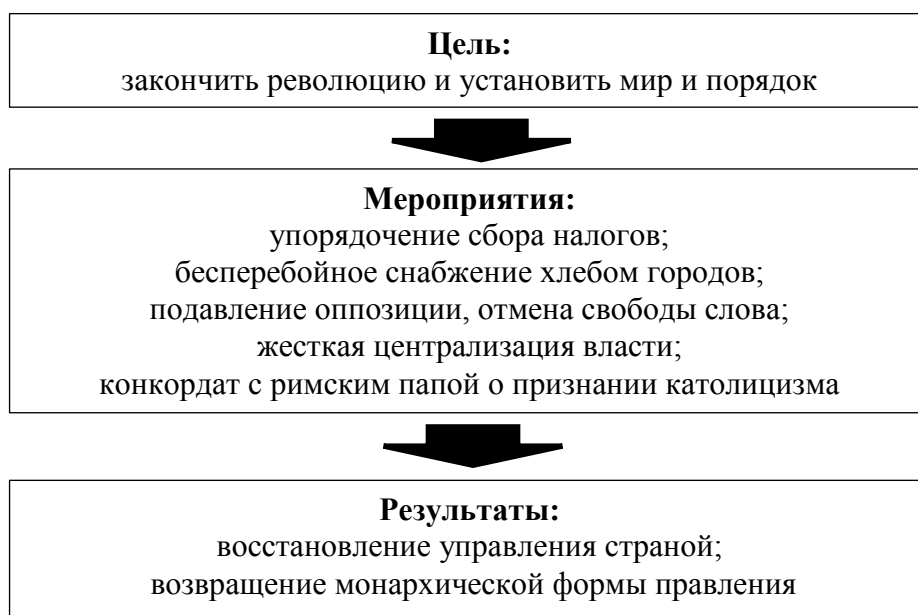 Цель:
закончить революцию и установить мир и порядок
Мероприятия:
упорядочение сбора налогов;
бесперебойное снабжение хлебом городов;
подавление оппозиции, отмена свободы слова;
жесткая централизация власти;
конкордат с римским папой о признании католицизма
Результаты:
восстановление управления страной;
возвращение монархической формы правления